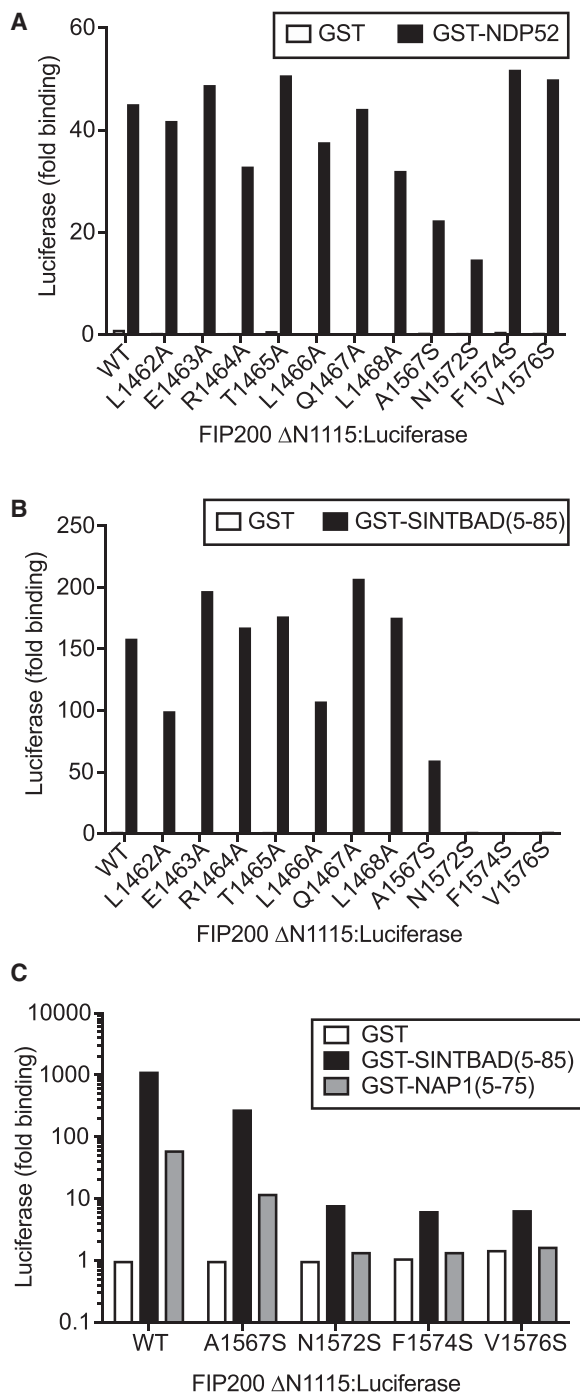 A
GST GST-NDP52
Luciferase (fold binding)
60
40
20
0
WT L1462A E1463A R1464A T1465A L1466A Q1467A L1468A A1567S N1572S F1574S V1576S
FIP200 ΔN1115:Luciferase
B
GST GST-SINTBAD(5-85)
Luciferase (fold binding)
250
200
150
100
50
0
WT L1462A E1463A R1464A T1465A L1466A Q1467A L1468A A1567S N1572S F1574S V1576S
FIP200 ΔN1115:Luciferase
C
GST
GST-SINTBAD(5-85)
GST-NAP1(5-75)
Luciferase (fold binding)
10000
1000
100
10
1
0.1
WT A1567S N1572S F1574S V1576S
FIP200 ΔN1115:Luciferase